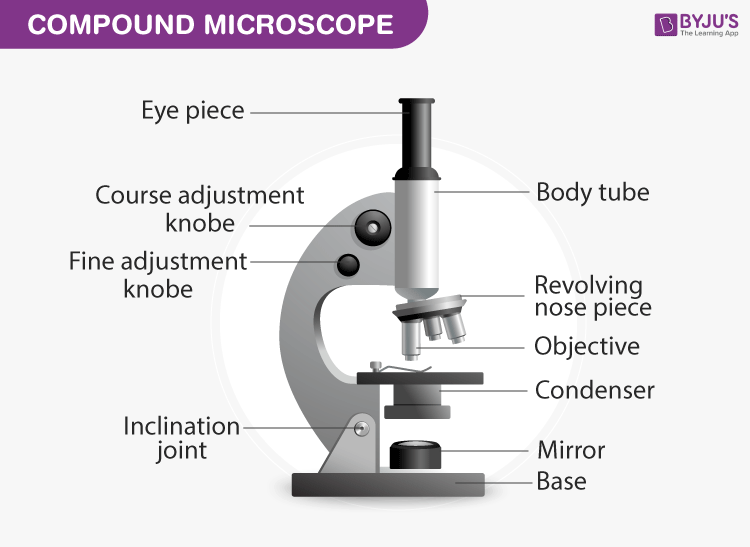 COMPOUND MICROSCOPE
BYJU'S
The Learning App
Eye piece
Course adjustment
knobe
Fine adjustment
knobe
Inclination
joint
Body tube
Revolving
nose piece
Objective
Condenser
Mirror
Base